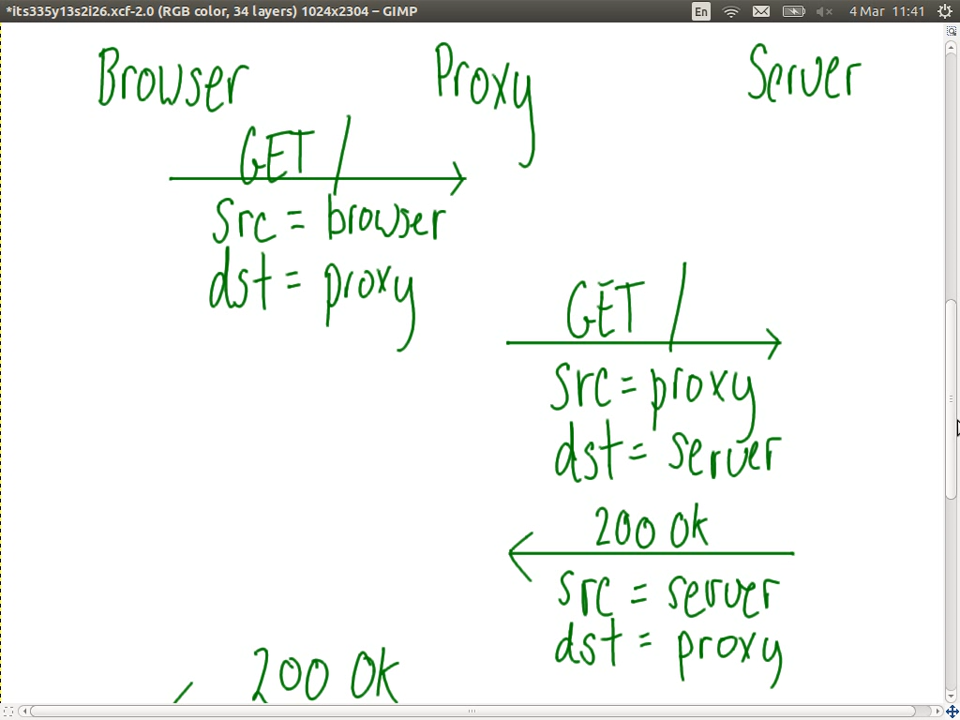 *its335y13s2i26.xcf-2.0 (RGB color, 34 layers) 1024x2304 – GIMP
En
4 Mar 11:41
Browser Proxy Server
GET /
src = browser
dst = proxy
GET /
src = proxy
dst = server
200 Ok
src = server
dst = proxy
200 Ok